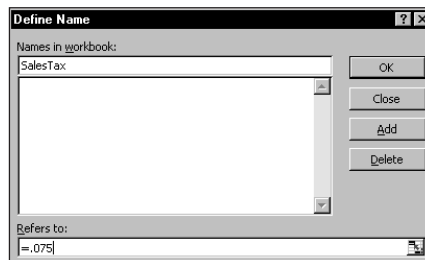 Define Name
Names in workbook:
SalesTax
OK
Close
Add
Delete
Refers to:
=.075